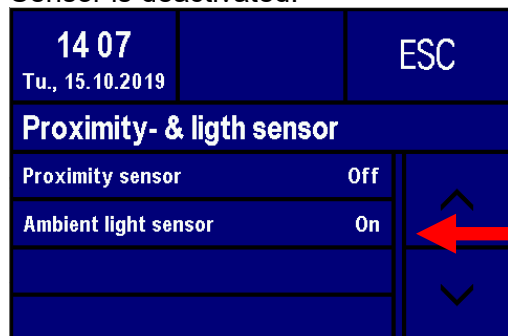 Sensor is deactivated.
14 07
ESC
Tu., 15.10.2019
Proximity- & ligth sensor
Proximity sensor Off
Ambient light sensor On